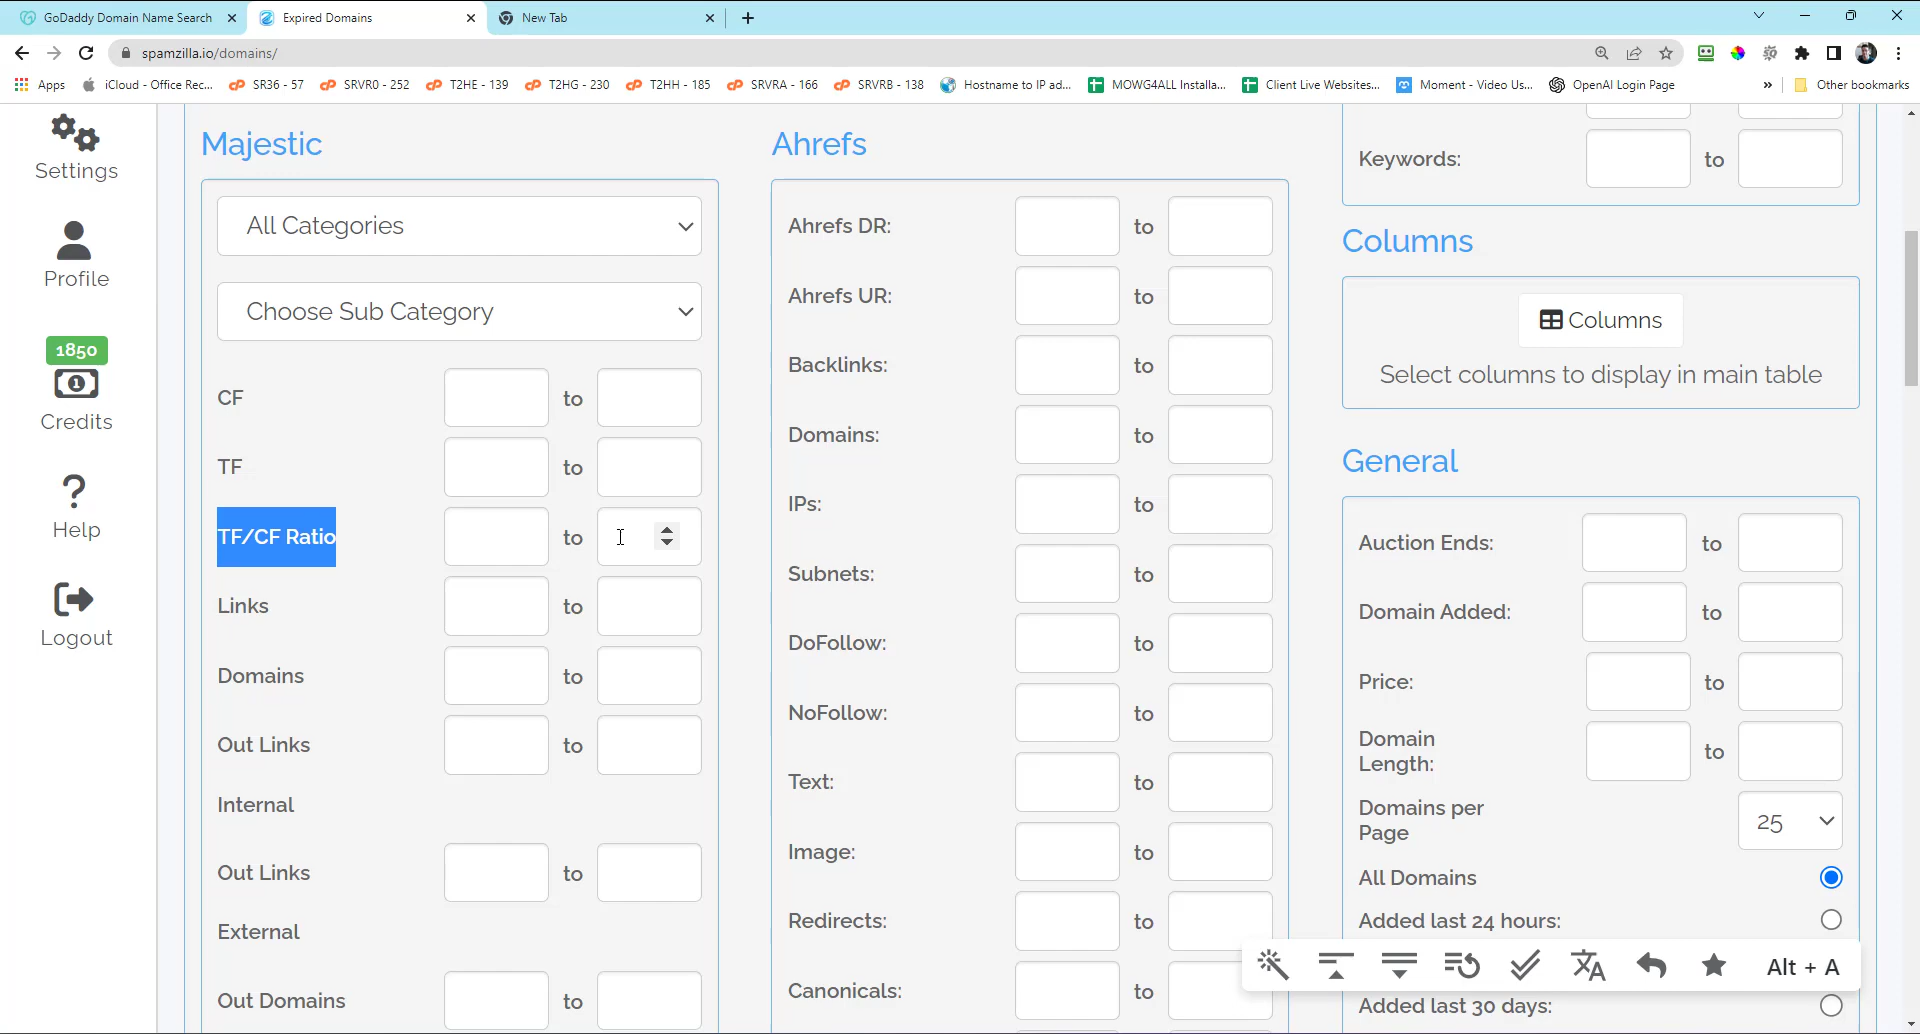 GoDaddy Domain Name Search
Expired Domains
New Tab
spamzilla.io/domains/
Apps
iCloud - Office Rec...
SR36 - 57
SRVR0 - 252
T2HE - 139
T2HG - 230
T2HH - 185
SRVRA - 166
SRVRB - 138
Hostname to IP ad...
MOWG4ALL Installa...
Client Live Websites...
Moment - Video Us...
OpenAI Login Page
»
Other bookmarks
Settings
Profile
1850
Credits
Help
Logout
Majestic
All Categories
Choose Sub Category
CF to
TF to
TF/CF Ratio to
Links to
Domains to
Out Links to
Internal
Out Links to
External
Out Domains to
Ahrefs
Ahrefs DR: to
Ahrefs UR: to
Backlinks: to
Domains: to
IPs: to
Subnets: to
DoFollow: to
NoFollow: to
Text: to
Image: to
Redirects: to
Canonicals: to
Keywords: to
Columns
Columns
Select columns to display in main table
General
Auction Ends: to
Domain Added: to
Price: to
Domain
Length: to
Domains per
Page 25
All Domains
Added last 24 hours:
Alt + A
Added last 30 days: